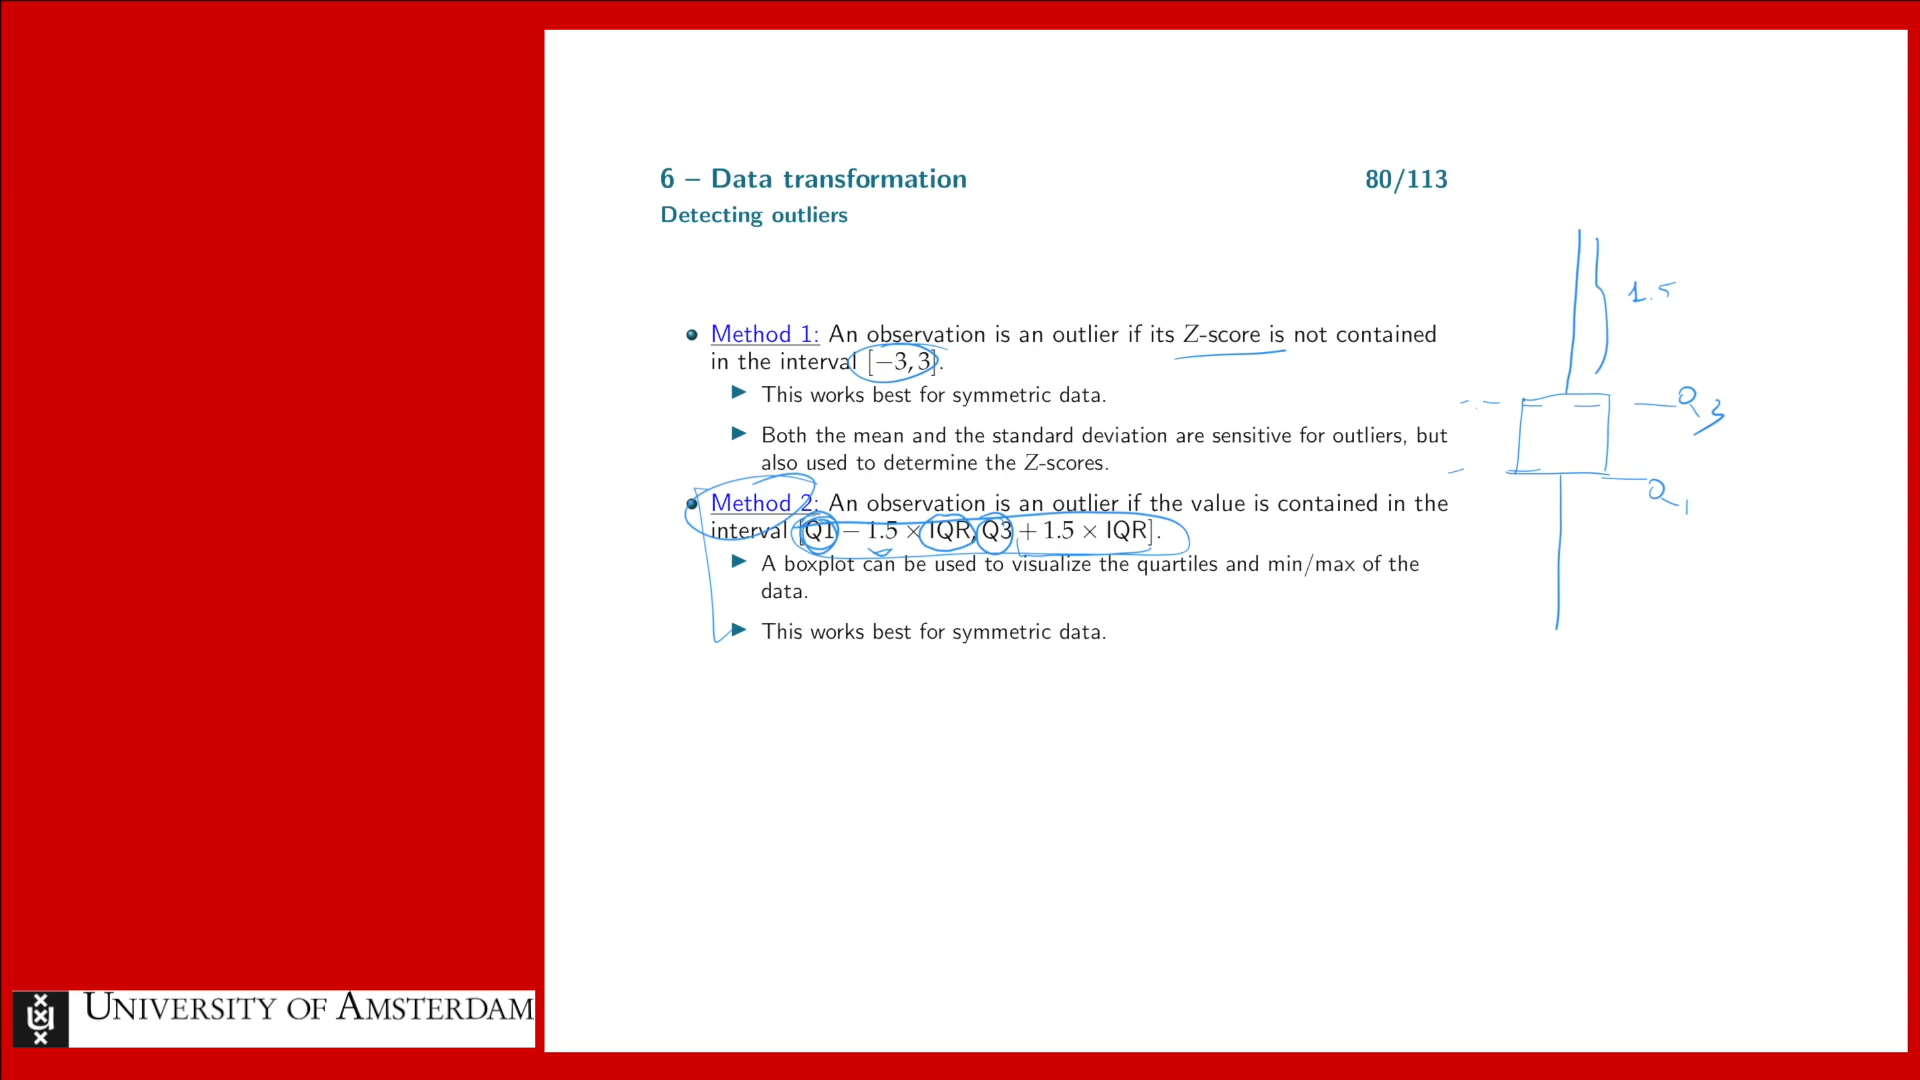 6 – Data transformation 80/113
Detecting outliers
• Method 1: An observation is an outlier if its Z-score is not contained
in the interval [−3, 3].
▶ This works best for symmetric data.
▶ Both the mean and the standard deviation are sensitive for outliers, but
also used to determine the Z-scores.
• Method 2: An observation is an outlier if the value is contained in the
interval [Q1 − 1.5 × IQR, Q3 + 1.5 × IQR].
▶ A boxplot can be used to visualize the quartiles and min/max of the
data.
▶ This works best for symmetric data.
1.5
Q3
Q1
UNIVERSITY OF AMSTERDAM